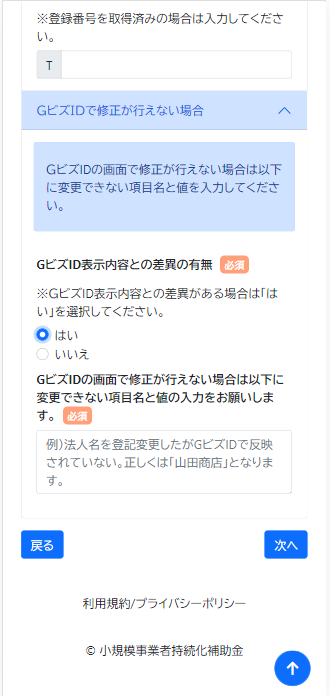 ※登録番号を取得済みの場合は入力してくださ
い。
T
GビズIDで修正が行えない場合
GビズIDの画面で修正が行えない場合は以下
に変更できない項目名と値を入力してくださ
い。
GビズID表示内容との差異の有無 必須
※GビズID表示内容との差異がある場合は「は
い」を選択してください。
はい
いいえ
GビズIDの画面で修正が行えない場合は以下に
変更できない項目名と値の入力をお願いしま
す。 必須
例)法人名を登記変更したがGビズIDで反映
されていない。正しくは「山田商店」となりま
す。
戻る 次へ
利用規約/プライバシーポリシー
© 小規模事業者持続化補助金